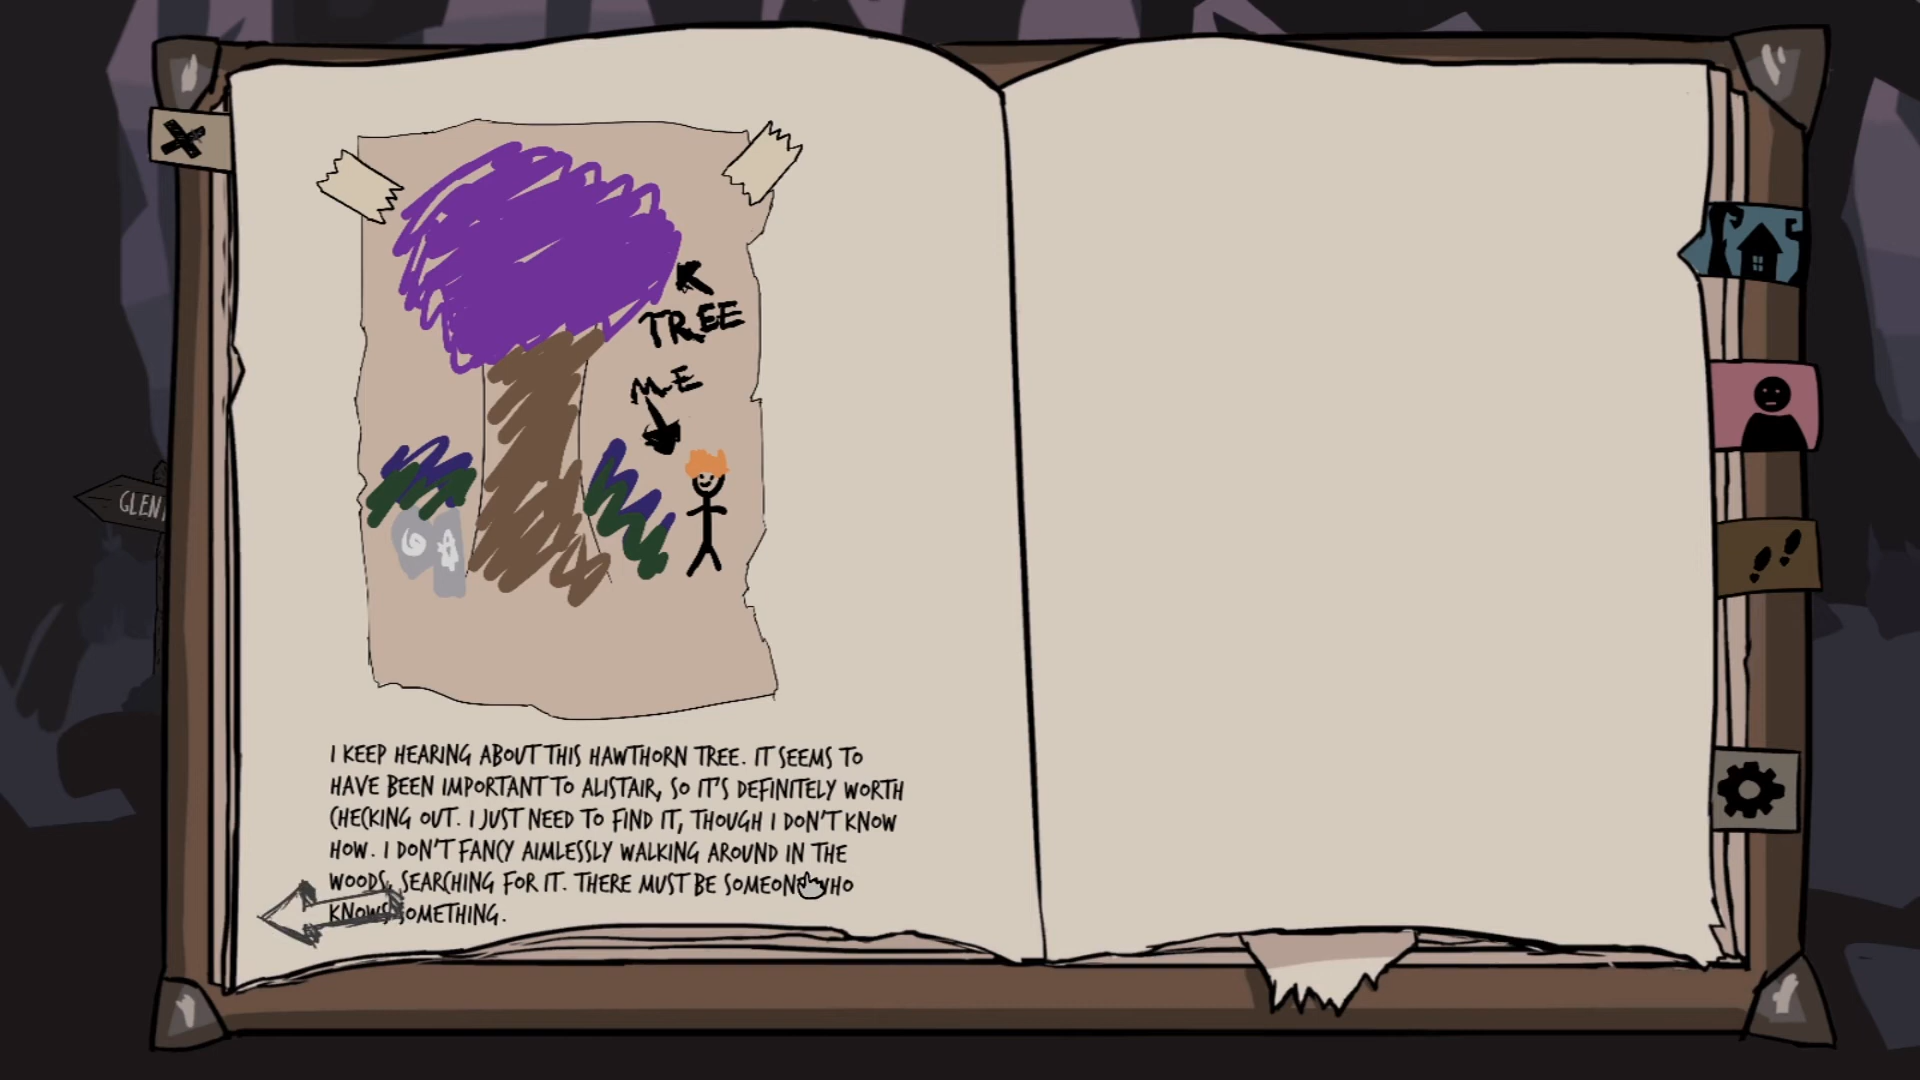 TREE
ME
GLEN
I KEEP HEARING ABOUT THIS HAWTHORN TREE. IT SEEMS TO
HAVE BEEN IMPORTANT TO ALISTAIR, SO IT'S DEFINITELY WORTH
CHECKING OUT. I JUST NEED TO FIND IT, THOUGH I DON'T KNOW
HOW. I DON'T FANCY AIMLESSLY WALKING AROUND IN THE
WOODS, SEARCHING FOR IT. THERE MUST BE SOMEONE WHO
KNOWS SOMETHING.